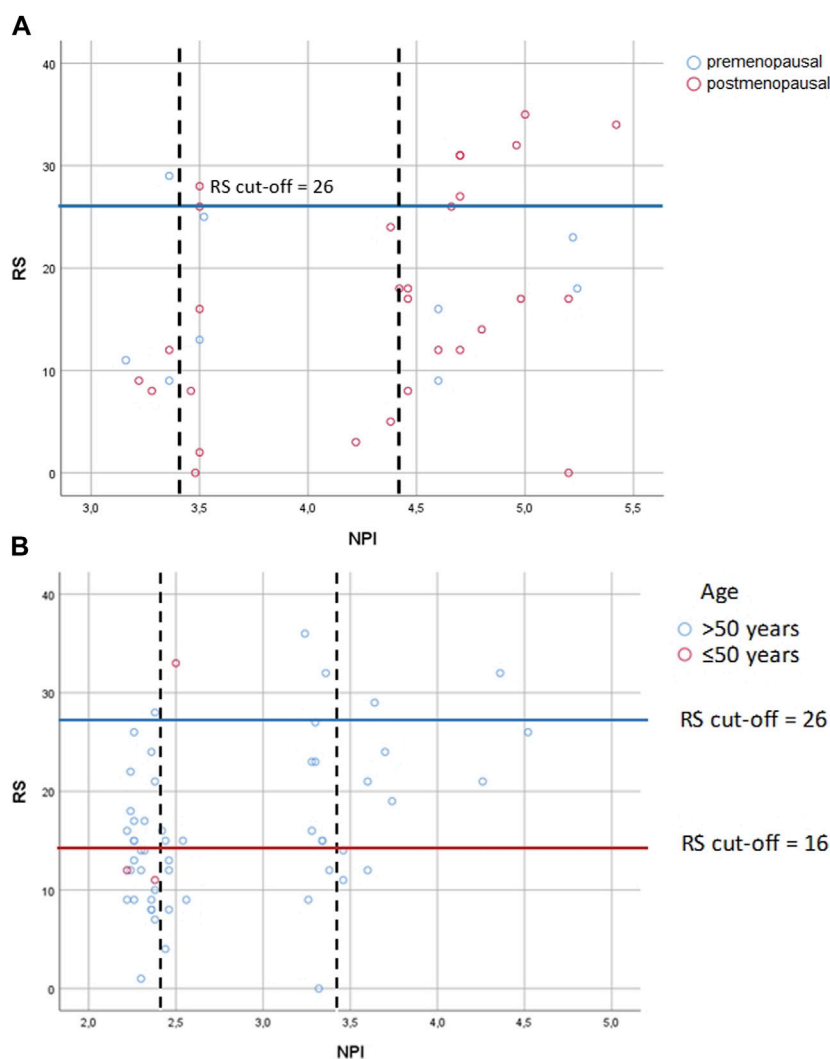 A
40
30
20
10
0
RS
RS cut-off = 26
3,0 3,5 4,0 4,5 5,0 5,5
NPI
premenopausal
postmenopausal
B
40
30
20
10
0
RS
2,0 2,5 3,0 3,5 4,0 4,5 5,0
NPI
Age
>50 years
≤50 years
RS cut-off = 26
RS cut-off = 16